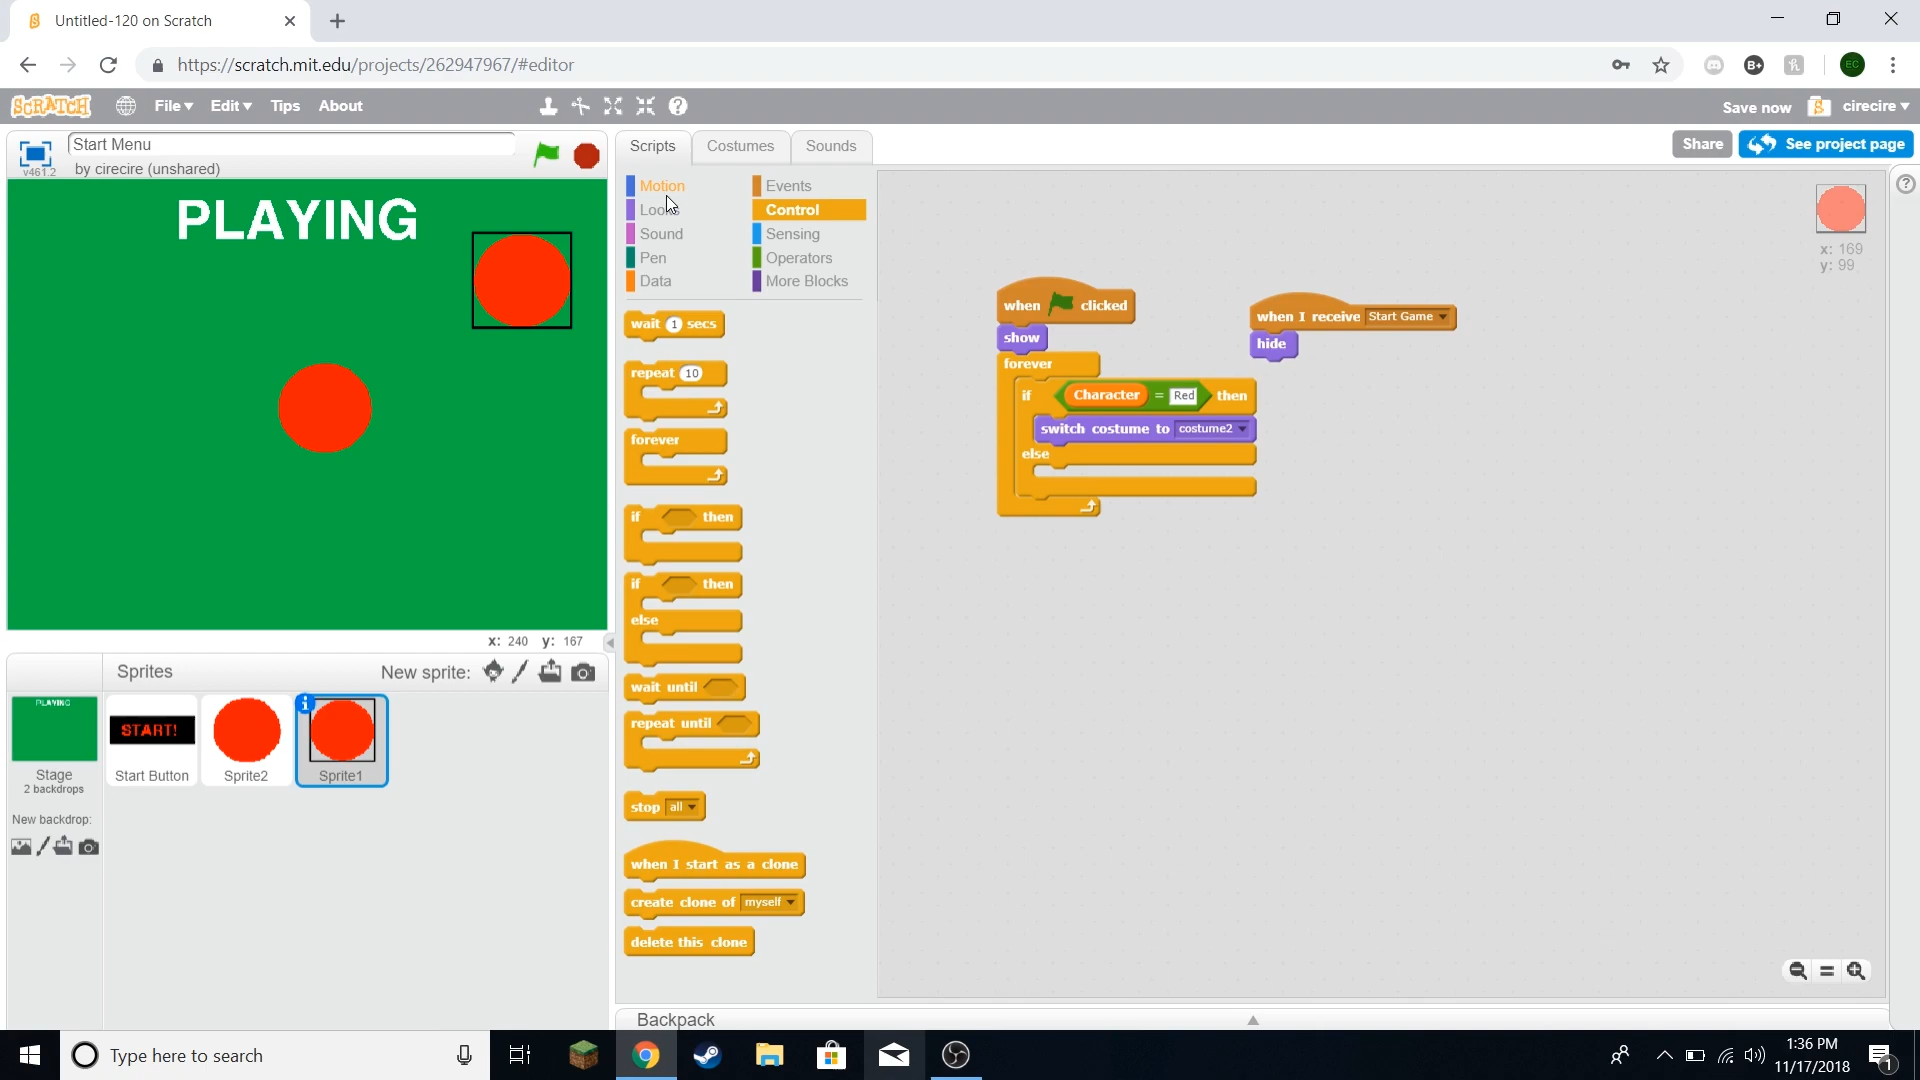 Untitled-120 on Scratch
https://scratch.mit.edu/projects/262947967/#editor
EC
SCRATCH
File
Edit
Tips
About
Save now
cirecire
Start Menu
v461.2
by cirecire (unshared)
Scripts
Costumes
Sounds
Share
See project page
PLAYING
Motion
Looks
Sound
Pen
Data
Events
Control
Sensing
Operators
More Blocks
wait 1 secs
repeat 10
forever
if then
if then
else
wait until
repeat until
stop all
when I start as a clone
create clone of myself
delete this clone
when clicked
show
forever
if Character = Red then
switch costume to costume2
else
when I receive Start Game
hide
x: 169
y: 99
x: 240 y: 167
Sprites
New sprite:
PLAYING
Stage
2 backdrops
New backdrop:
START!
Start Button
Sprite2
Sprite1
Backpack
Type here to search
1:36 PM
11/17/2018
1